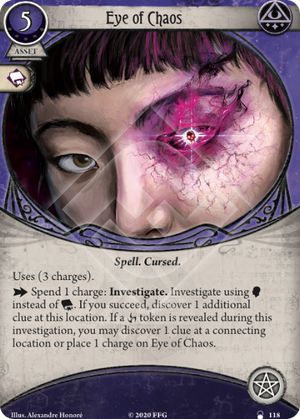 5
Eye of Chaos
ASSET
Spell. Cursed.
Uses (3 charges).
Spend 1 charge: Investigate. Investigate using
instead of . If you succeed, discover 1 additional
clue at this location. If a token is revealed during this
investigation, you may discover 1 clue at a connecting
location or place 1 charge on Eye of Chaos.
Illus. Alexandre Honoré
© 2020 FFG
118